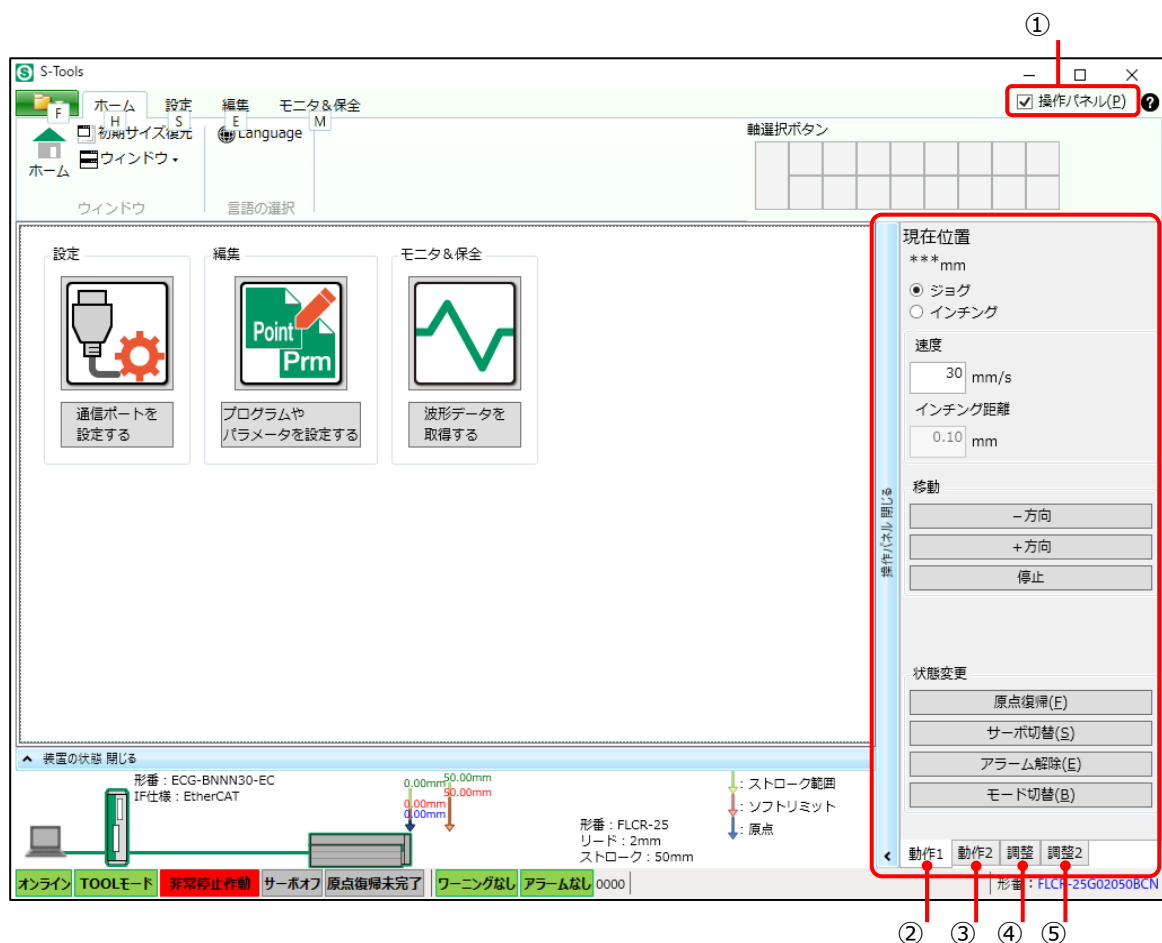 ①
S-Tools
F
ホーム 設定 編集 モニタ&保全
H S E M
操作パネル(P)
初期サイズ復元
ウィンドウ
ホーム
ウィンドウ
Language
言語の選択
軸選択ボタン
設定
通信ポートを
設定する
編集
Point
Prm
プログラムや
パラメータを設定する
モニタ&保全
波形データを
取得する
操作パネル 閉じる
現在位置
***mm
ジョグ
インチング
速度
30 mm/s
インチング距離
0.10 mm
移動
-方向
+方向
停止
状態変更
原点復帰(F)
サーボ切替(S)
アラーム解除(E)
モード切替(B)
動作1 動作2 調整 調整2
装置の状態 閉じる
形番:ECG-BNNN30-EC
IF仕様:EtherCAT
0.00mm 50.00mm
0.00mm 50.00mm
0.00mm
形番:FLCR-25
リード:2mm
ストローク:50mm
:ストローク範囲
:ソフトリミット
:原点
オンライン TOOLモード 非常停止作動 サーボオフ 原点復帰未完了 ワーニングなし アラームなし 0000
形番:FLCR-25G02050BCN
② ③ ④ ⑤